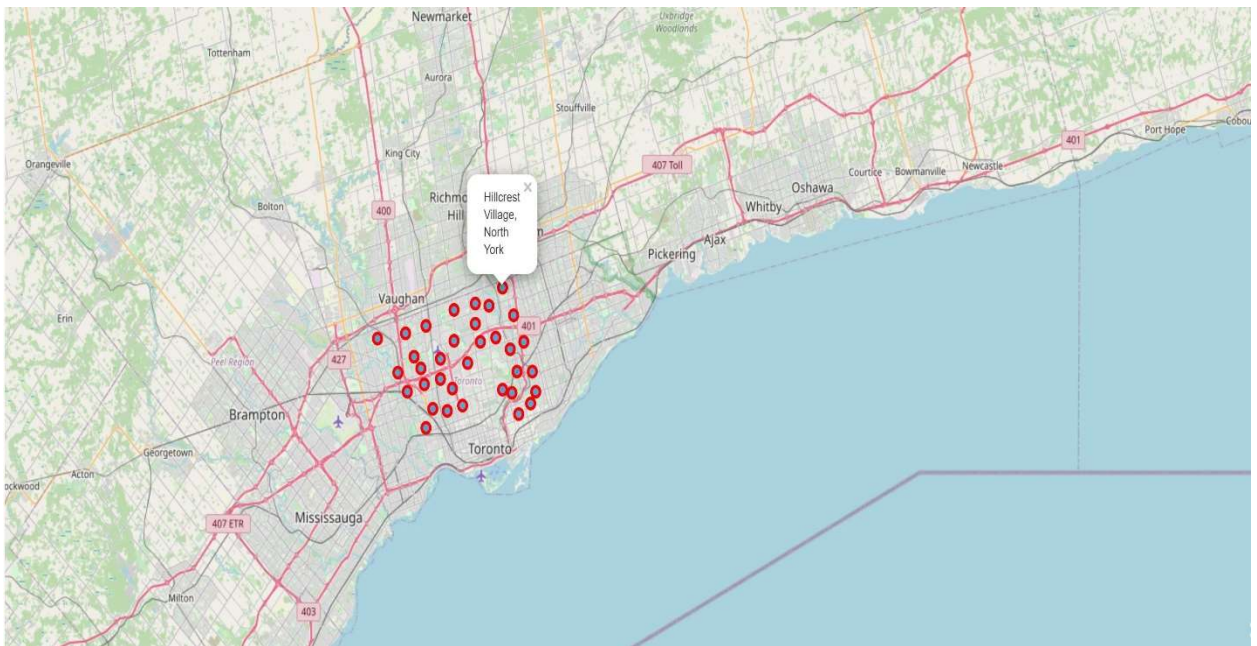 Newmarket
Uxbridge
Woodlands
Tottenham
Aurora
Stouffville
Port Hope
King City
407 Toll
401
Orangeville
Courtice
Bowmanville
Newcastle
Oshawa
Whitby
Bolton
400
Hillcrest
Village,
North
York
×
Hill
Ajax
Pickering
Vaughan
Erin
401
Peel Region
427
Toronto
Brampton
Georgetown
Toronto
Acton
Mississauga
407 ETR
Milton
403